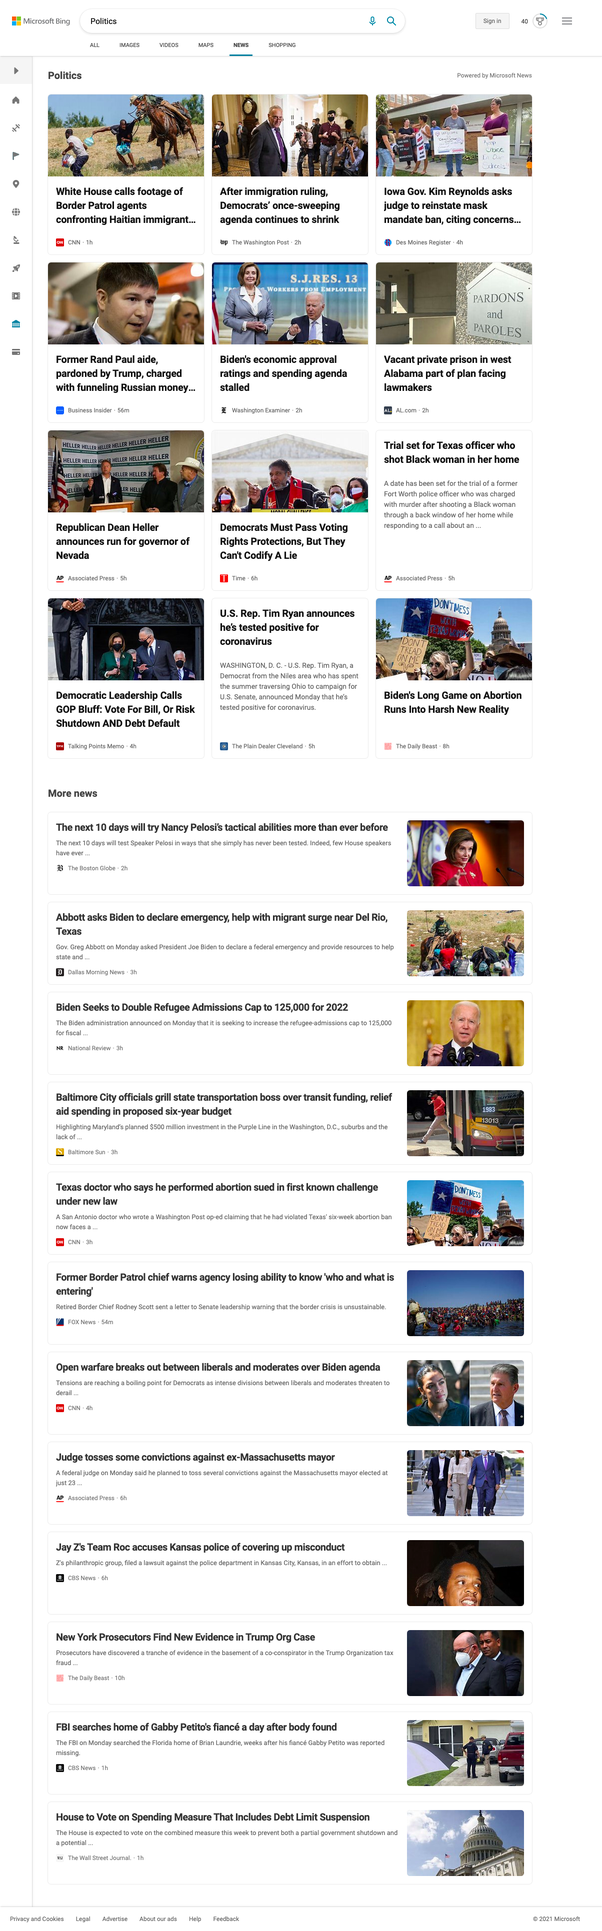 Microsoft Bing
Politics
Sign in
40
ALL IMAGES VIDEOS MAPS NEWS SHOPPING
Politics
Powered by Microsoft News
White House calls footage of
Border Patrol agents
confronting Haitian immigrant...
CNN · 1h
After immigration ruling,
Democrats' once-sweeping
agenda continues to shrink
wp The Washington Post · 2h
Iowa Gov. Kim Reynolds asks
judge to reinstate mask
mandate ban, citing concerns...
Des Moines Register · 4h
Former Rand Paul aide,
pardoned by Trump, charged
with funneling Russian money...
Business Insider · 56m
S.J.RES. 13
WORKERS FROM EMPLOYMENT
Biden's economic approval
ratings and spending agenda
stalled
Washington Examiner · 2h
PARDONS
and
PAROLES
Vacant private prison in west
Alabama part of plan facing
lawmakers
AL AL.com · 2h
HELLER HELLER HELLER
Republican Dean Heller
announces run for governor of
Nevada
AP Associated Press · 5h
Democrats Must Pass Voting
Rights Protections, But They
Can't Codify A Lie
Time · 6h
Trial set for Texas officer who
shot Black woman in her home
A date has been set for the trial of a former
Fort Worth police officer who was charged
with murder after shooting a Black woman
through a back window of her home while
responding to a call about an ...
AP Associated Press · 5h
Democratic Leadership Calls
GOP Bluff: Vote For Bill, Or Risk
Shutdown AND Debt Default
Talking Points Memo · 4h
U.S. Rep. Tim Ryan announces
he's tested positive for
coronavirus
WASHINGTON, D. C. - U.S. Rep. Tim Ryan, a
Democrat from the Niles area who has spent
the summer traversing Ohio to campaign for
U.S. Senate, announced Monday that he's
tested positive for coronavirus.
The Plain Dealer Cleveland · 5h
DON'T MESS
Biden's Long Game on Abortion
Runs Into Harsh New Reality
The Daily Beast · 8h
More news
The next 10 days will try Nancy Pelosi's tactical abilities more than ever before
The next 10 days will test Speaker Pelosi in ways that she simply has never been tested. Indeed, few House speakers
have ever ...
The Boston Globe · 2h
Abbott asks Biden to declare emergency, help with migrant surge near Del Rio,
Texas
Gov. Greg Abbott on Monday asked President Joe Biden to declare a federal emergency and provide resources to help
state and ...
Dallas Morning News · 3h
Biden Seeks to Double Refugee Admissions Cap to 125,000 for 2022
The Biden administration announced on Monday that it is seeking to increase the refugee-admissions cap to 125,000
for fiscal ...
NR National Review · 3h
Baltimore City officials grill state transportation boss over transit funding, relief
aid spending in proposed six-year budget
Highlighting Maryland's planned $500 million investment in the Purple Line in the Washington, D.C., suburbs and the
lack of ...
Baltimore Sun · 3h
1983
13013
Texas doctor who says he performed abortion sued in first known challenge
under new law
A San Antonio doctor who wrote a Washington Post op-ed claiming that he had violated Texas' six-week abortion ban
now faces a ...
CNN · 3h
DON'T MESS
Former Border Patrol chief warns agency losing ability to know 'who and what is
entering'
Retired Border Chief Rodney Scott sent a letter to Senate leadership warning that the border crisis is unsustainable.
FOX News · 54m
Open warfare breaks out between liberals and moderates over Biden agenda
Tensions are reaching a boiling point for Democrats as intense divisions between liberals and moderates threaten to
derail ...
CNN · 4h
Judge tosses some convictions against ex-Massachusetts mayor
A federal judge on Monday said he planned to toss several convictions against the Massachusetts mayor elected at
just 23 ...
AP Associated Press · 6h
Jay Z's Team Roc accuses Kansas police of covering up misconduct
Z's philanthropic group, filed a lawsuit against the police department in Kansas City, Kansas, in an effort to obtain ...
CBS News · 6h
New York Prosecutors Find New Evidence in Trump Org Case
Prosecutors have discovered a tranche of evidence in the basement of a co-conspirator in the Trump Organization tax
fraud ...
The Daily Beast · 10h
FBI searches home of Gabby Petito's fiancé a day after body found
The FBI on Monday searched the Florida home of Brian Laundrie, weeks after his fiancé Gabby Petito was reported
missing.
CBS News · 1h
House to Vote on Spending Measure That Includes Debt Limit Suspension
The House is expected to vote on the combined measure this week to prevent both a partial government shutdown and
a potential ...
WSJ The Wall Street Journal. · 1h
Privacy and Cookies Legal Advertise About our ads Help Feedback
© 2021 Microsoft